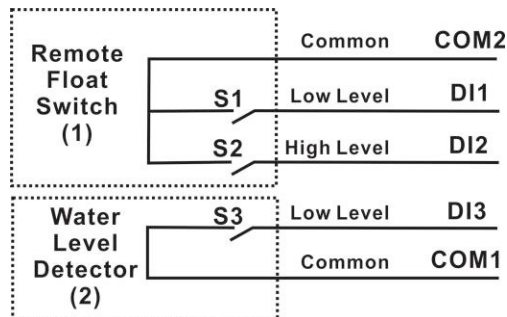 Remote
Float
Switch
(1)
Common COM2
S1 Low Level DI1
S2 High Level DI2
Water
Level
Detector
(2)
S3 Low Level DI3
Common COM1